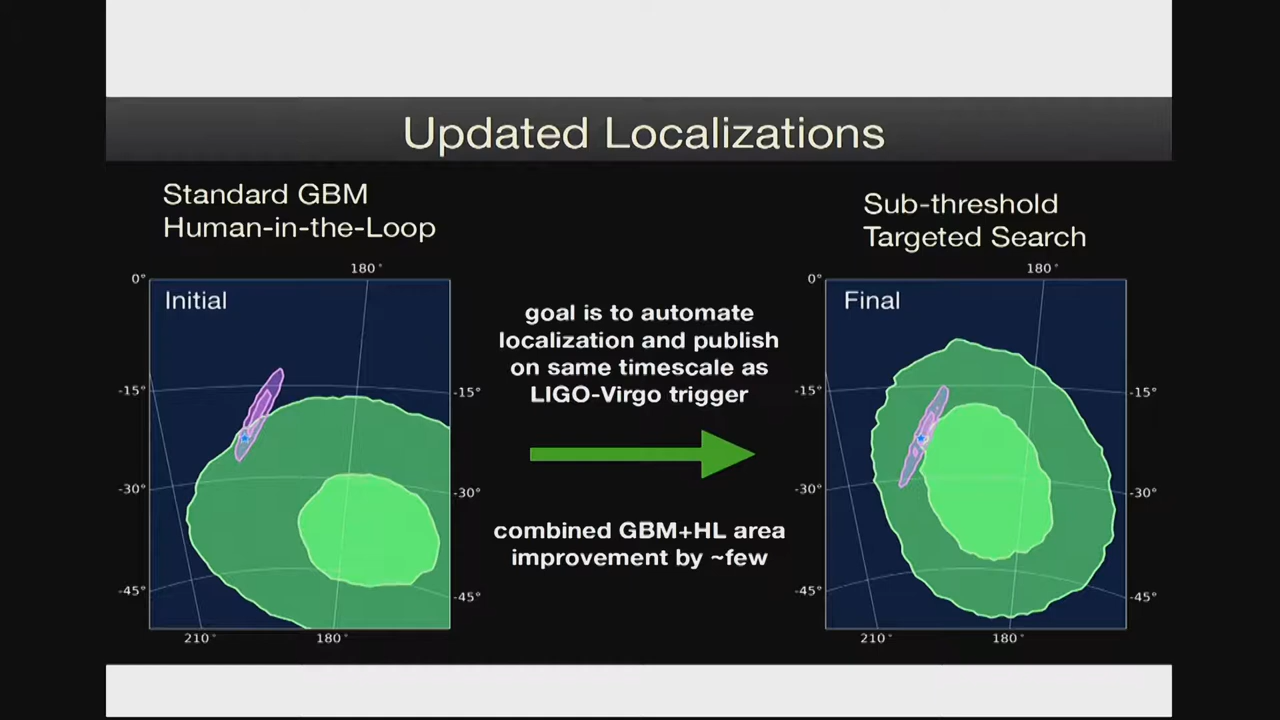 Updated Localizations
Standard GBM
Human-in-the-Loop
180°
0°
Initial
-15°
-15°
-30°
-30°
-45°
-45°
210°
180°
goal is to automate
localization and publish
on same timescale as
LIGO-Virgo trigger
combined GBM+HL area
improvement by ~few
Sub-threshold
Targeted Search
180°
0°
Final
-15°
-15°
-30°
-30°
-45°
-45°
210°
180°